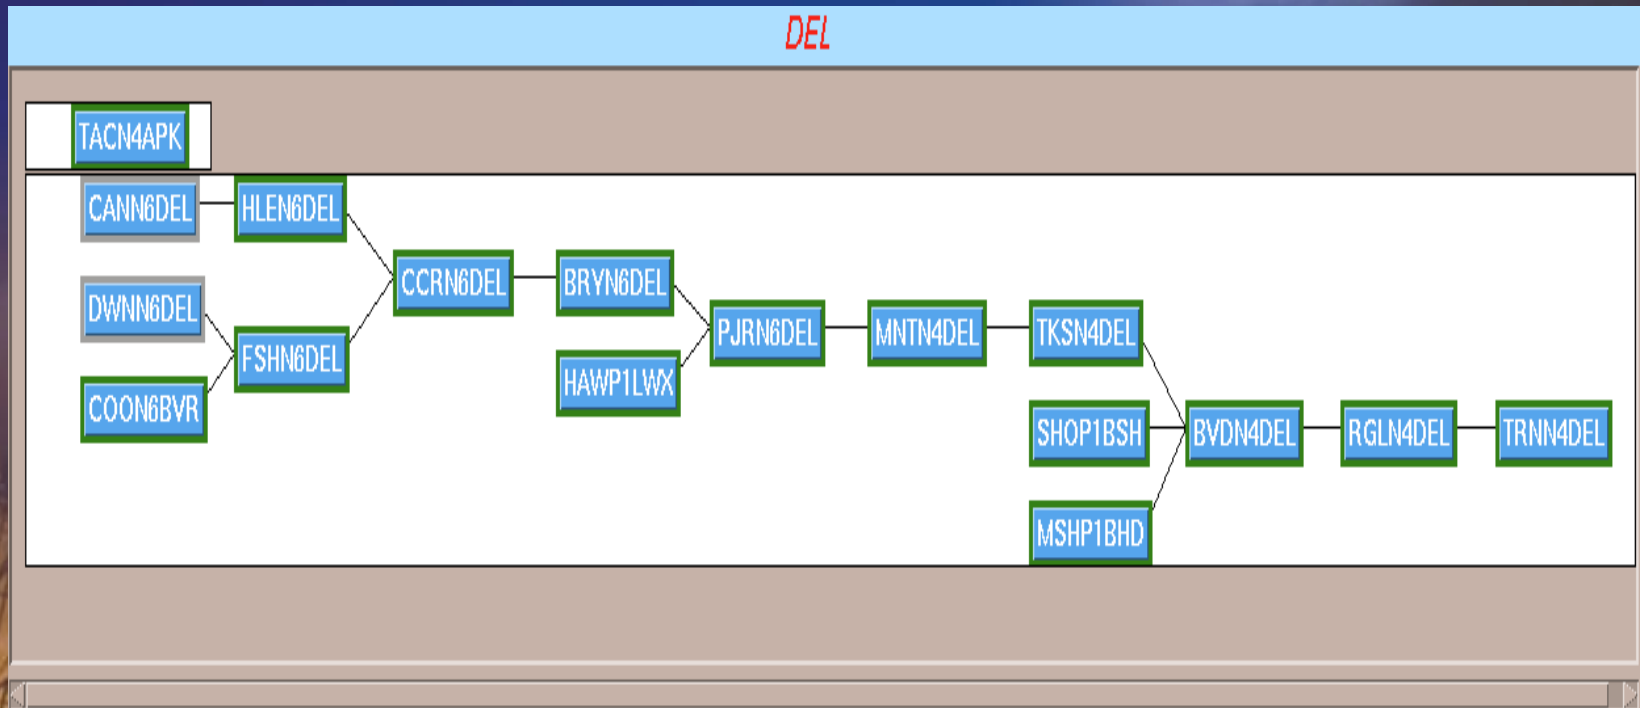 DEL
TACN4APK
CANN6DEL
HLEN6DEL
CCRN6DEL
BRYN6DEL
DWNN6DEL
FSHN6DEL
PJRN6DEL
MNTN4DEL
TKSN4DEL
HAWP1LWX
COON6BVR
SHOP1BSH
BVDN4DEL
RGLN4DEL
TRNN4DEL
MSHP1BHD